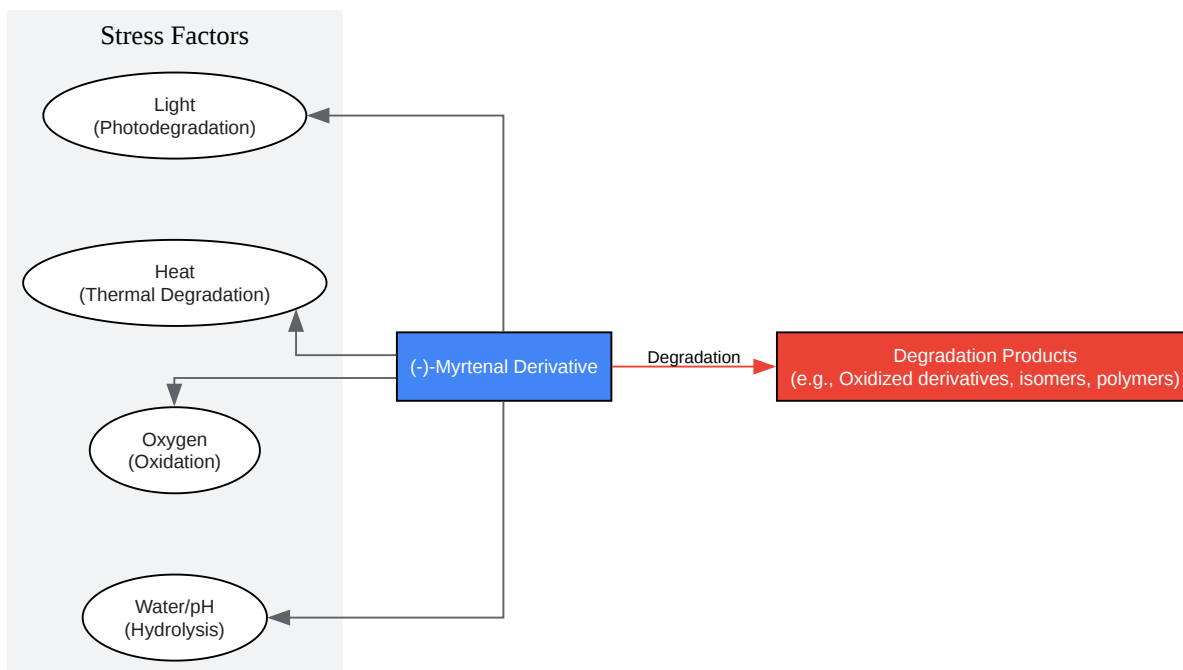 Stress Factors
Light
(Photodegradation)
Heat
(Thermal Degradation)
Oxygen
(Oxidation)
Water/pH
(Hydrolysis)
(-)-Myrtenal Derivative
Degradation
Degradation Products
(e.g., Oxidized derivatives, isomers, polymers)